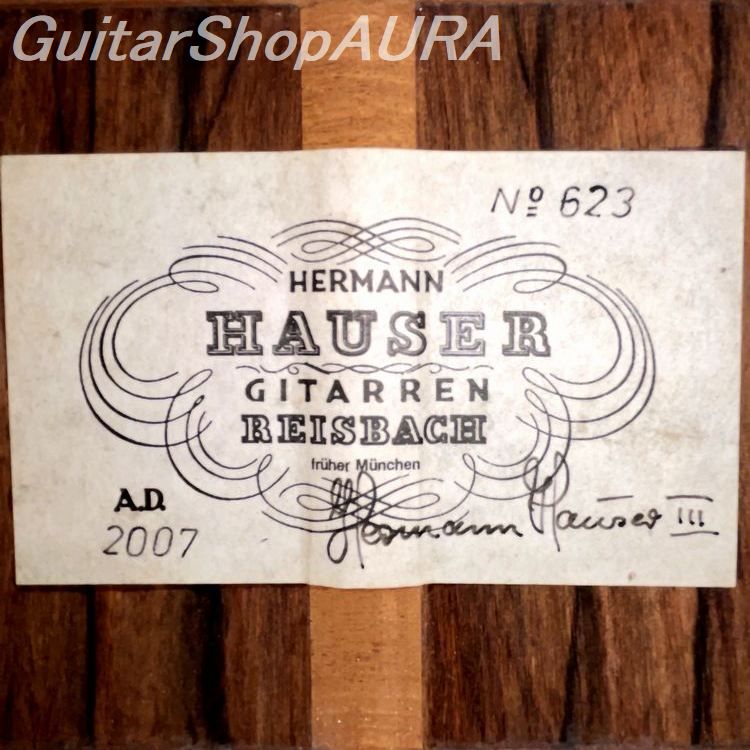 GuitarShopAURA
Nº 623
HERMANN
HAUSER
GITARREN
REISBACH
früher München
A.D.
2007
Hermann Hauser III